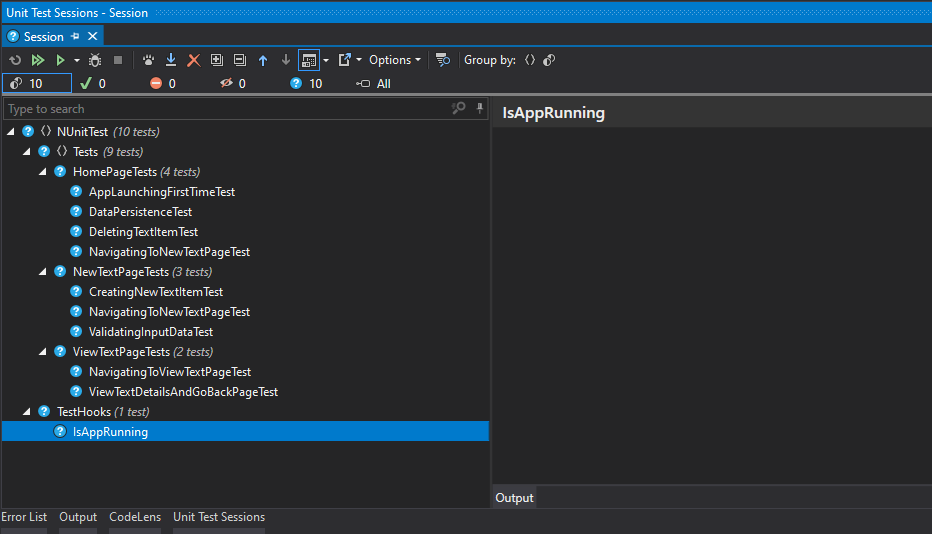 Unit Test Sessions - Session
Session
Options
Group by:
10
0
0
0
10
All
Type to search
IsAppRunning
NUnitTest (10 tests)
Tests (9 tests)
HomePageTests (4 tests)
AppLaunchingFirstTimeTest
DataPersistenceTest
DeletingTextItemTest
NavigatingToNewTextPageTest
NewTextPageTests (3 tests)
CreatingNewTextItemTest
NavigatingToNewTextPageTest
ValidatingInputDataTest
ViewTextPageTests (2 tests)
NavigatingToViewTextPageTest
ViewTextDetailsAndGoBackPageTest
TestHooks (1 test)
IsAppRunning
Output
Error List Output CodeLens Unit Test Sessions